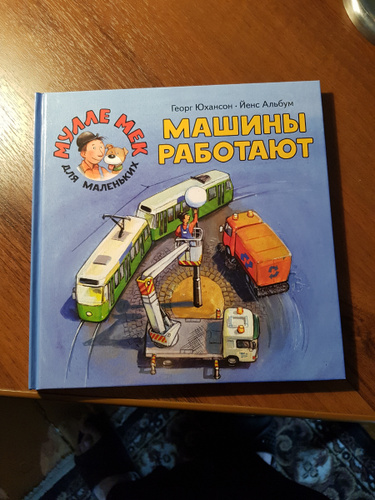 Георг Юхансон · Йенс Альбум
МУЛЛЕ МЕК
ДЛЯ МАЛЕНЬКИХ
МАШИНЫ
РАБОТАЮТ